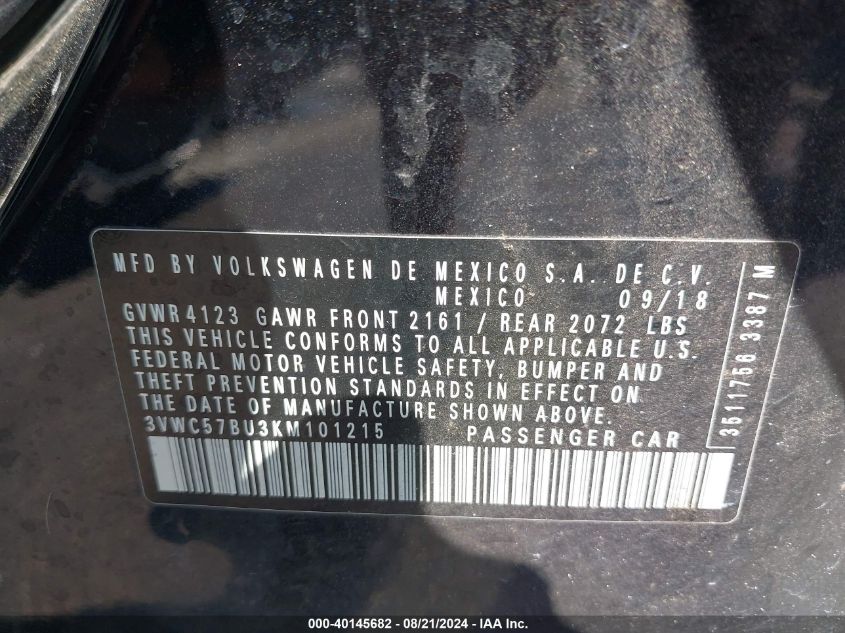 MFD BY VOLKSWAGEN DE MEXICO S.A. DE C.V.
MEXICO 09/18
GVWR 4123 GAWR FRONT 2161 / REAR 2072 LBS
THIS VEHICLE CONFORMS TO ALL APPLICABLE U.S.
FEDERAL MOTOR VEHICLE SAFETY, BUMPER AND
THEFT PREVENTION STANDARDS IN EFFECT ON
THE DATE OF MANUFACTURE SHOWN ABOVE.
3VWC57BU3KM101215 PASSENGER CAR
3511756 3387 M
000-40145682 / 08/21/2024 - IAA Inc.